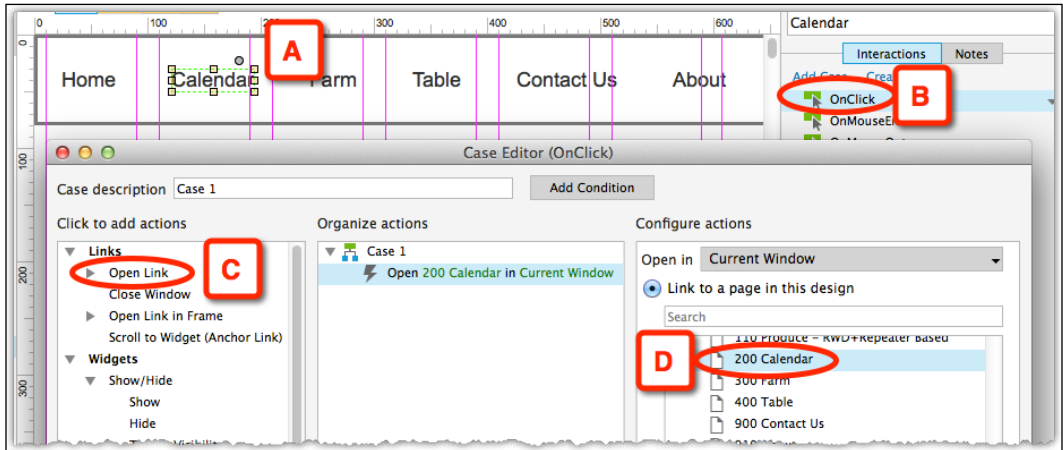 0 100 300 400 500 600
A
Home Calendar Farm Table Contact Us About
Calendar
Interactions Notes
Add Case
OnClick
B
0
100
200
300
Case Editor (OnClick)
Case description Case 1 Add Condition
Click to add actions
Links
Open Link
C
Close Window
Open Link in Frame
Scroll to Widget (Anchor Link)
Widgets
Show/Hide
Show
Hide
Organize actions
Case 1
Open 200 Calendar in Current Window
Configure actions
Open in Current Window
Link to a page in this design
Search
110 Produce - RWD+Repeater Based
D
200 Calendar
300 Farm
400 Table
900 Contact Us